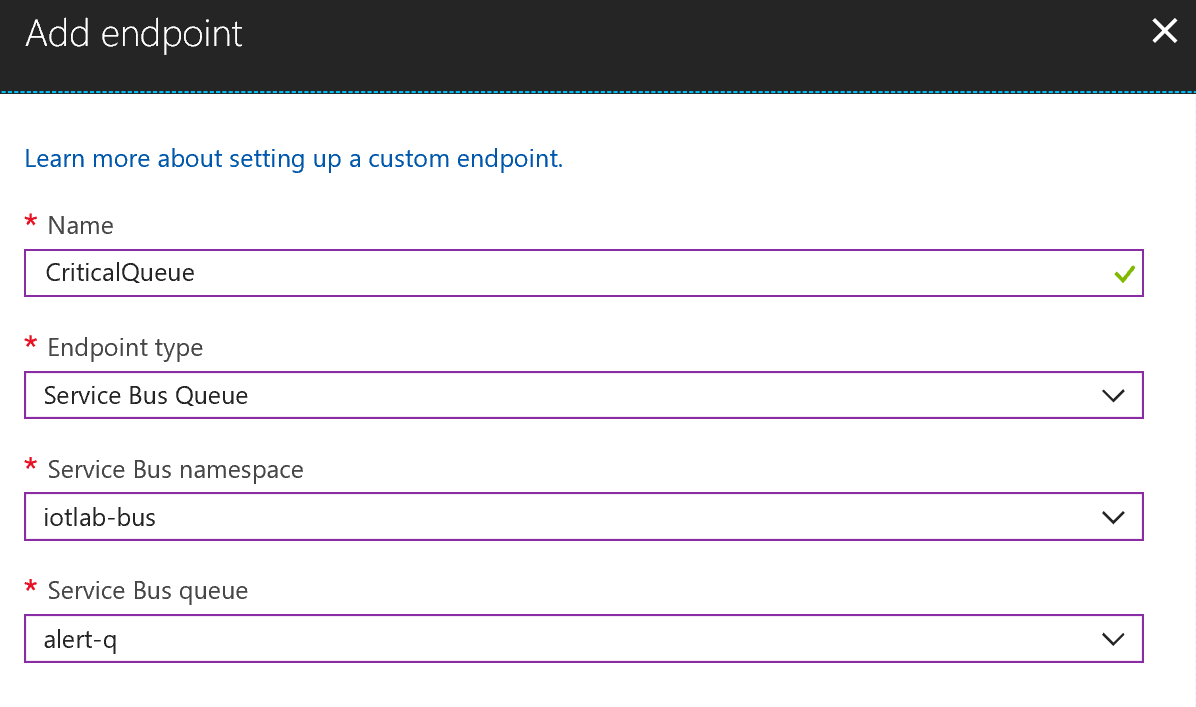 Add endpoint
Learn more about setting up a custom endpoint.
* Name
CriticalQueue
* Endpoint type
Service Bus Queue
* Service Bus namespace
iotlab-bus
* Service Bus queue
alert-q